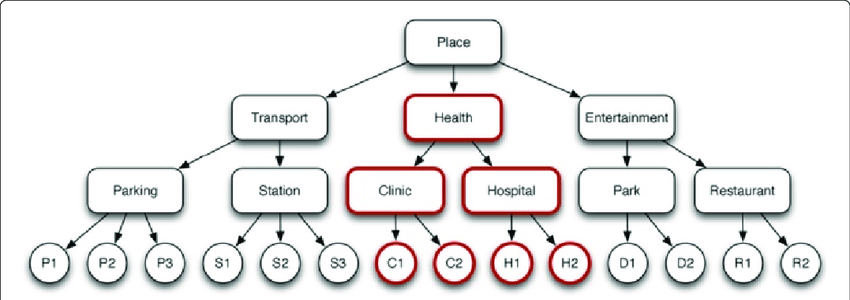 Place
Transport
Health
Entertainment
Parking
Station
Clinic
Hospital
Park
Restaurant
P1
P2
P3
S1
S2
S3
C1
C2
H1
H2
D1
D2
R1
R2